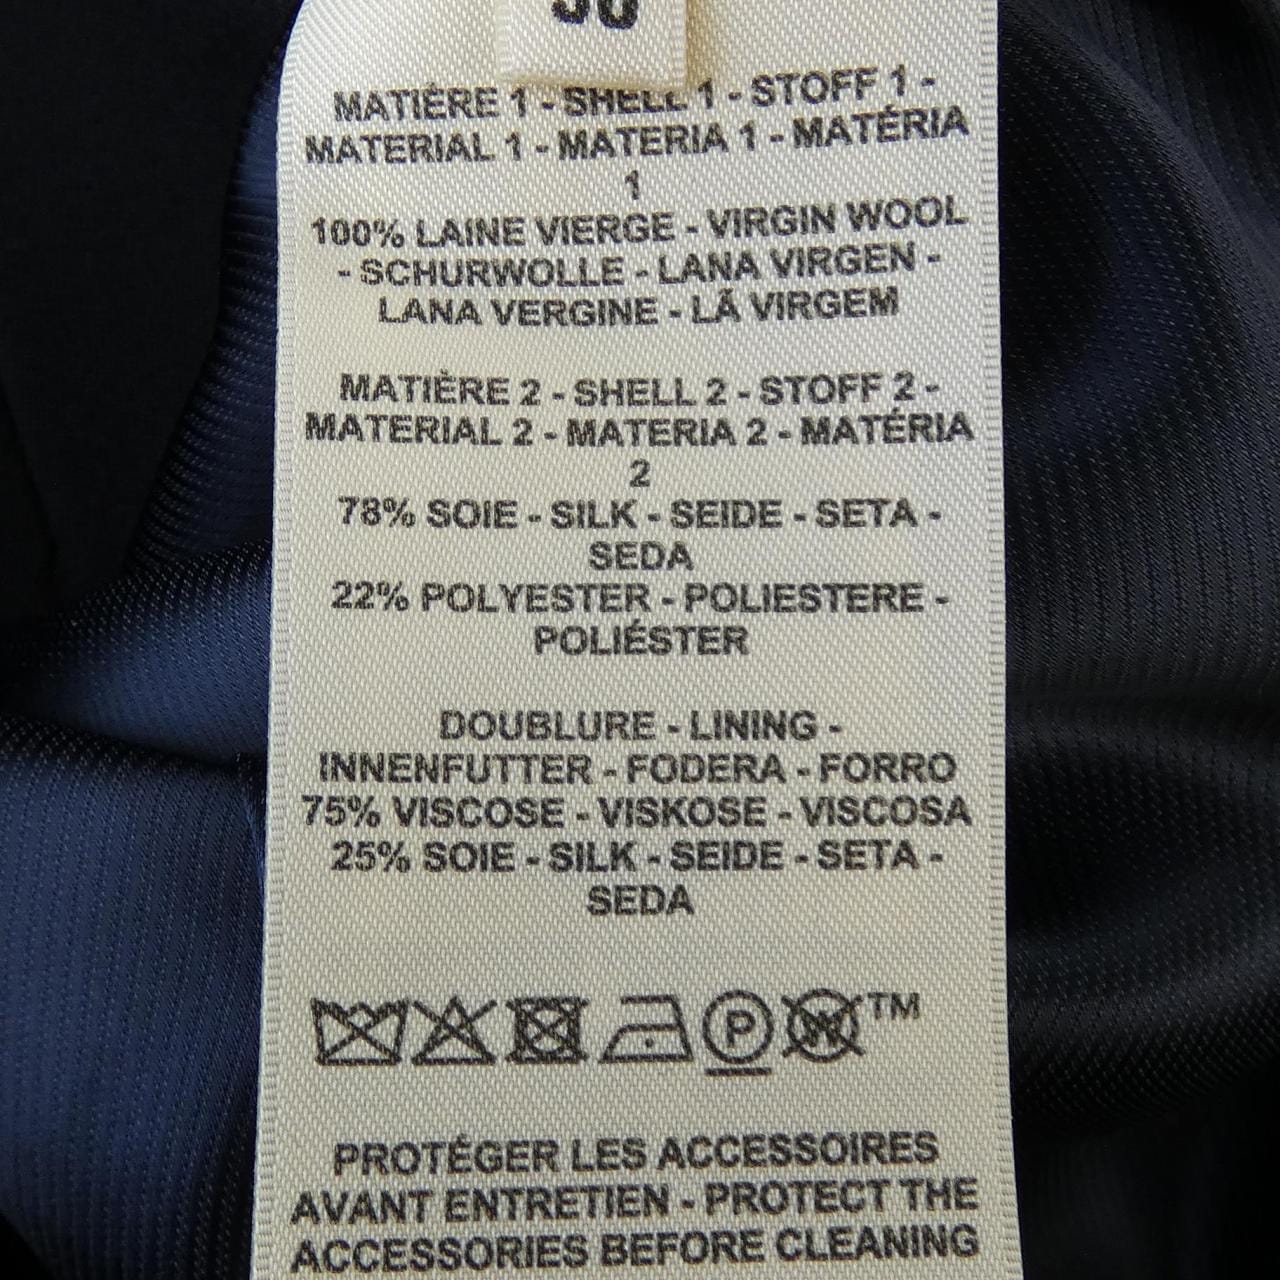 MATIÈRE 1 - SHELL 1 - STOFF 1 -
MATERIAL 1 - MATERIA 1 - MATÉRIA
1
100% LAINE VIERGE - VIRGIN WOOL
- SCHURWOLLE - LANA VIRGEN -
LANA VERGINE - LÃ VIRGEM
MATIÈRE 2 - SHELL 2 - STOFF 2 -
MATERIAL 2 - MATERIA 2 - MATÉRIA
2
78% SOIE - SILK - SEIDE - SETA -
SEDA
22% POLYESTER - POLIESTERE -
POLIÉSTER
DOUBLURE - LINING -
INNENFUTTER - FODERA - FORRO
75% VISCOSE - VISKOSE - VISCOSA
25% SOIE - SILK - SEIDE - SETA -
SEDA
P W TM
PROTÉGER LES ACCESSOIRES
AVANT ENTRETIEN - PROTECT THE
ACCESSORIES BEFORE CLEANING